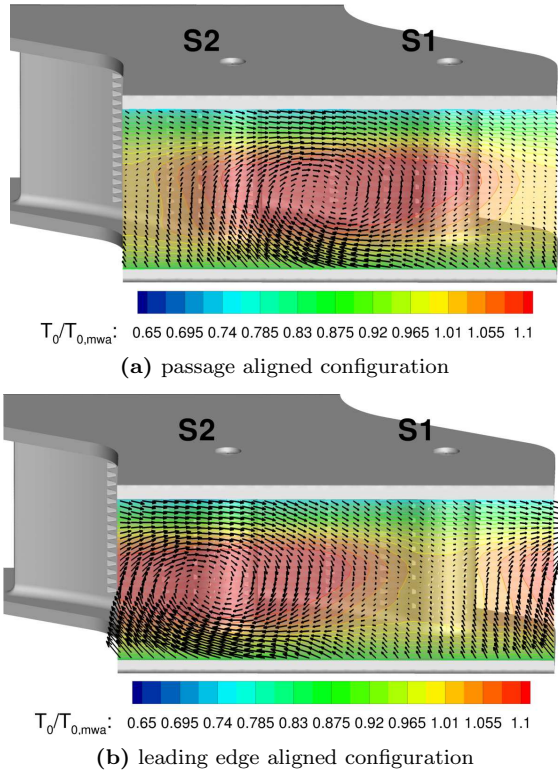 S2 S1
T0/T0,mwa: 0.65 0.695 0.74 0.785 0.83 0.875 0.92 0.965 1.01 1.055 1.1
(a) passage aligned configuration
S2 S1
T0/T0,mwa: 0.65 0.695 0.74 0.785 0.83 0.875 0.92 0.965 1.01 1.055 1.1
(b) leading edge aligned configuration